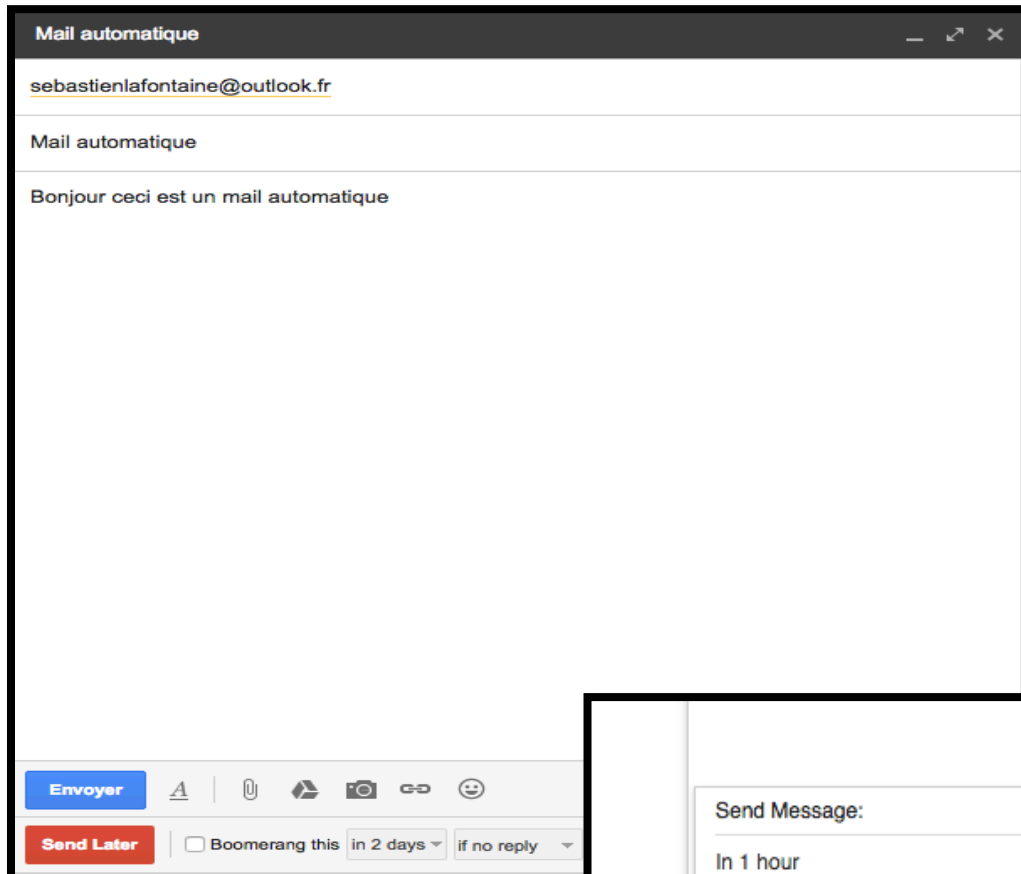 Mail automatique
sebastienlafontaine@outlook.fr
Mail automatique
Bonjour ceci est un mail automatique
Envoyer A
Send Later Boomerang this in 2 days if no reply
Send Message:
In 1 hour